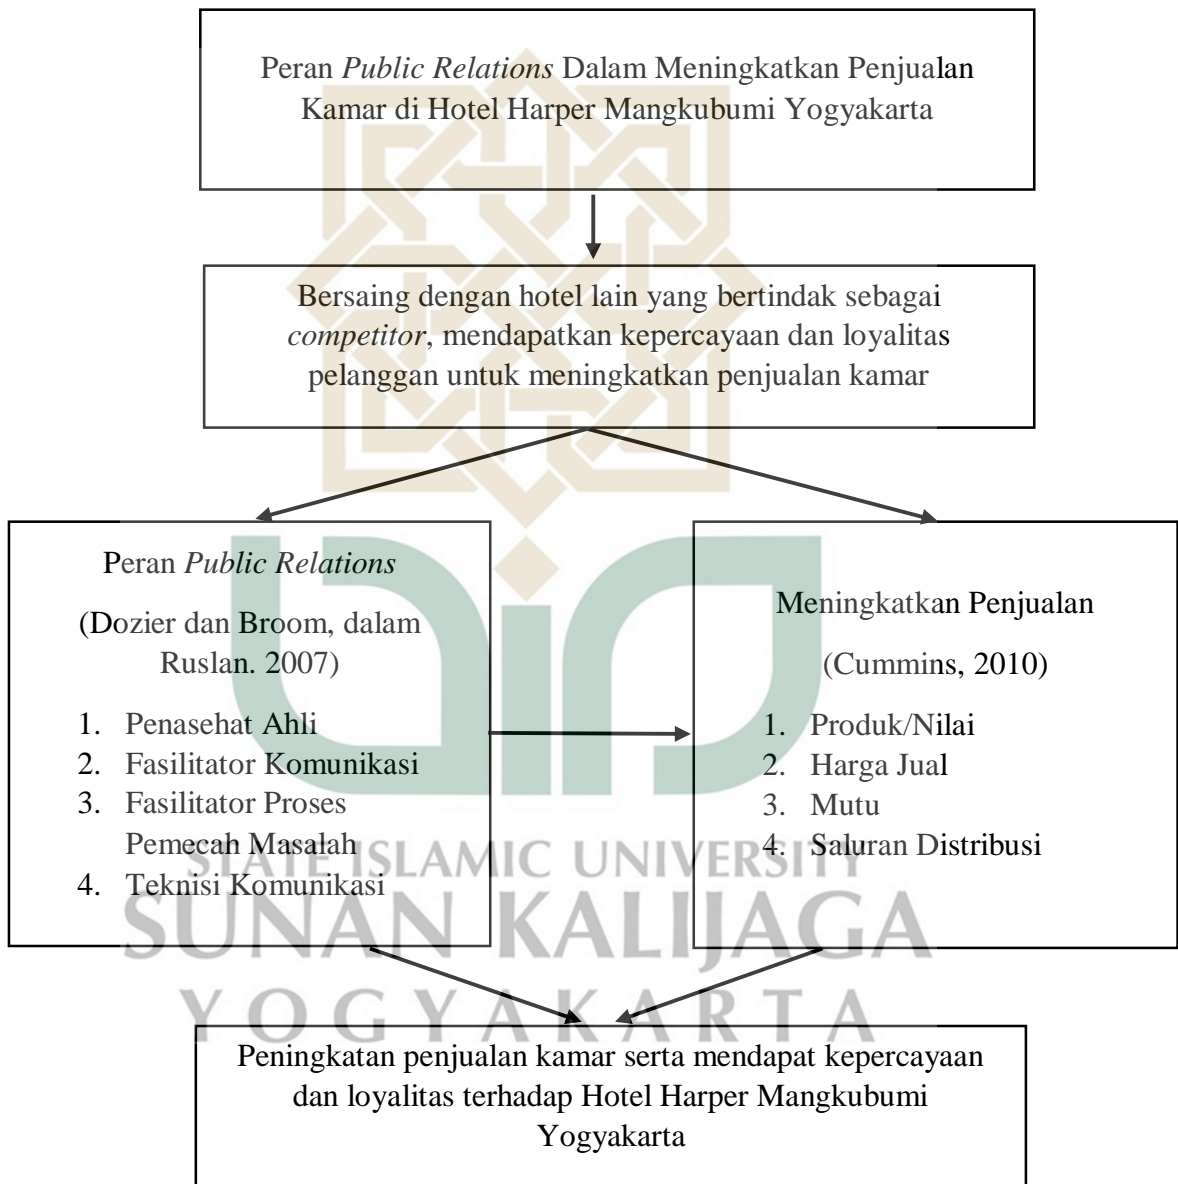 Peran Public Relations Dalam Meningkatkan Penjualan
Kamar di Hotel Harper Mangkubumi Yogyakarta
Bersaing dengan hotel lain yang bertindak sebagai
competitor, mendapatkan kepercayaan dan loyalitas
pelanggan untuk meningkatkan penjualan kamar
Peran Public Relations
(Dozier dan Broom, dalam
Ruslan. 2007)
1. Penasehat Ahli
2. Fasilitator Komunikasi
3. Fasilitator Proses
Pemecah Masalah
4. Teknisi Komunikasi
Meningkatkan Penjualan
(Cummins, 2010)
1. Produk/Nilai
2. Harga Jual
3. Mutu
4. Saluran Distribusi
STATE ISLAMIC UNIVERSITY
SUNAN KALIJAGA
YOGYAKARTA
Peningkatan penjualan kamar serta mendapat kepercayaan
dan loyalitas terhadap Hotel Harper Mangkubumi
Yogyakarta